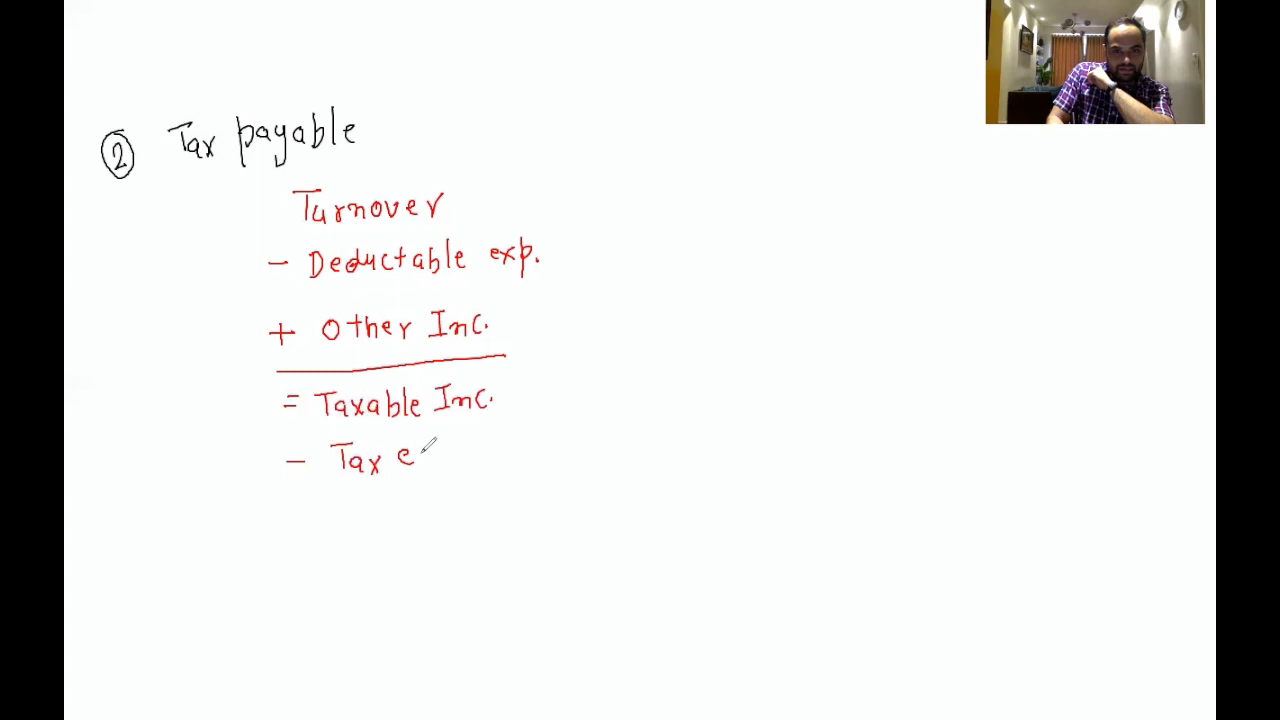 ② Tax payable
Turnover
- Deductable exp.
+ Other Inc.
= Taxable Inc.
- Tax e